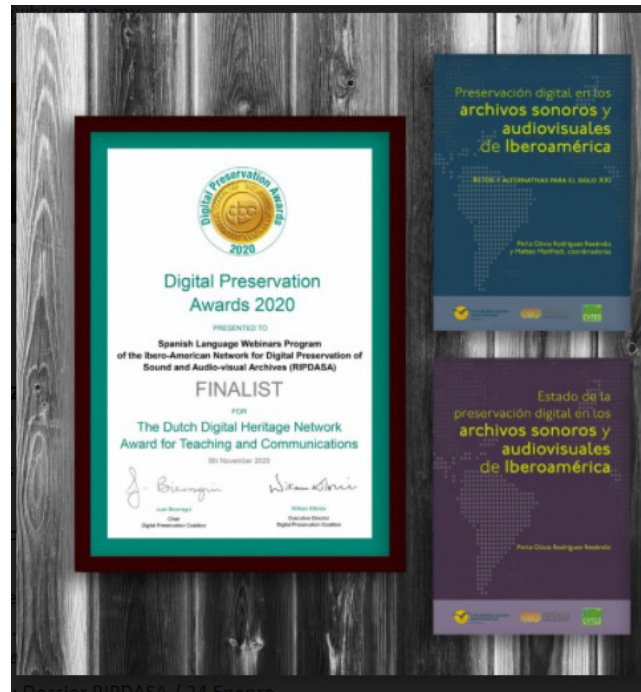 Digital Preservation Awards
2020
Digital Preservation
Awards 2020
PRESENTED TO
Spanish Language Webinars Program
of the Ibero-American Network for Digital Preservation of
Sound and Audio-visual Archives (RIPDASA)
FINALIST
FOR
The Dutch Digital Heritage Network
Award for Teaching and Communications
5th November 2020
Chair
Digital Preservation Coalition
Executive Director
Digital Preservation Coalition
Preservación digital en los
archivos sonoros y
audiovisuales
de Iberoamérica
RETOS Y ALTERNATIVAS PARA EL SIGLO XXI
Perla Olivia Rodríguez Reséndiz
y Matteo Manfredi, coordinadores
CYTED
Estado de la
preservación digital en los
archivos sonoros y
audiovisuales
de Iberoamérica
Perla Olivia Rodríguez Reséndiz
CYTED